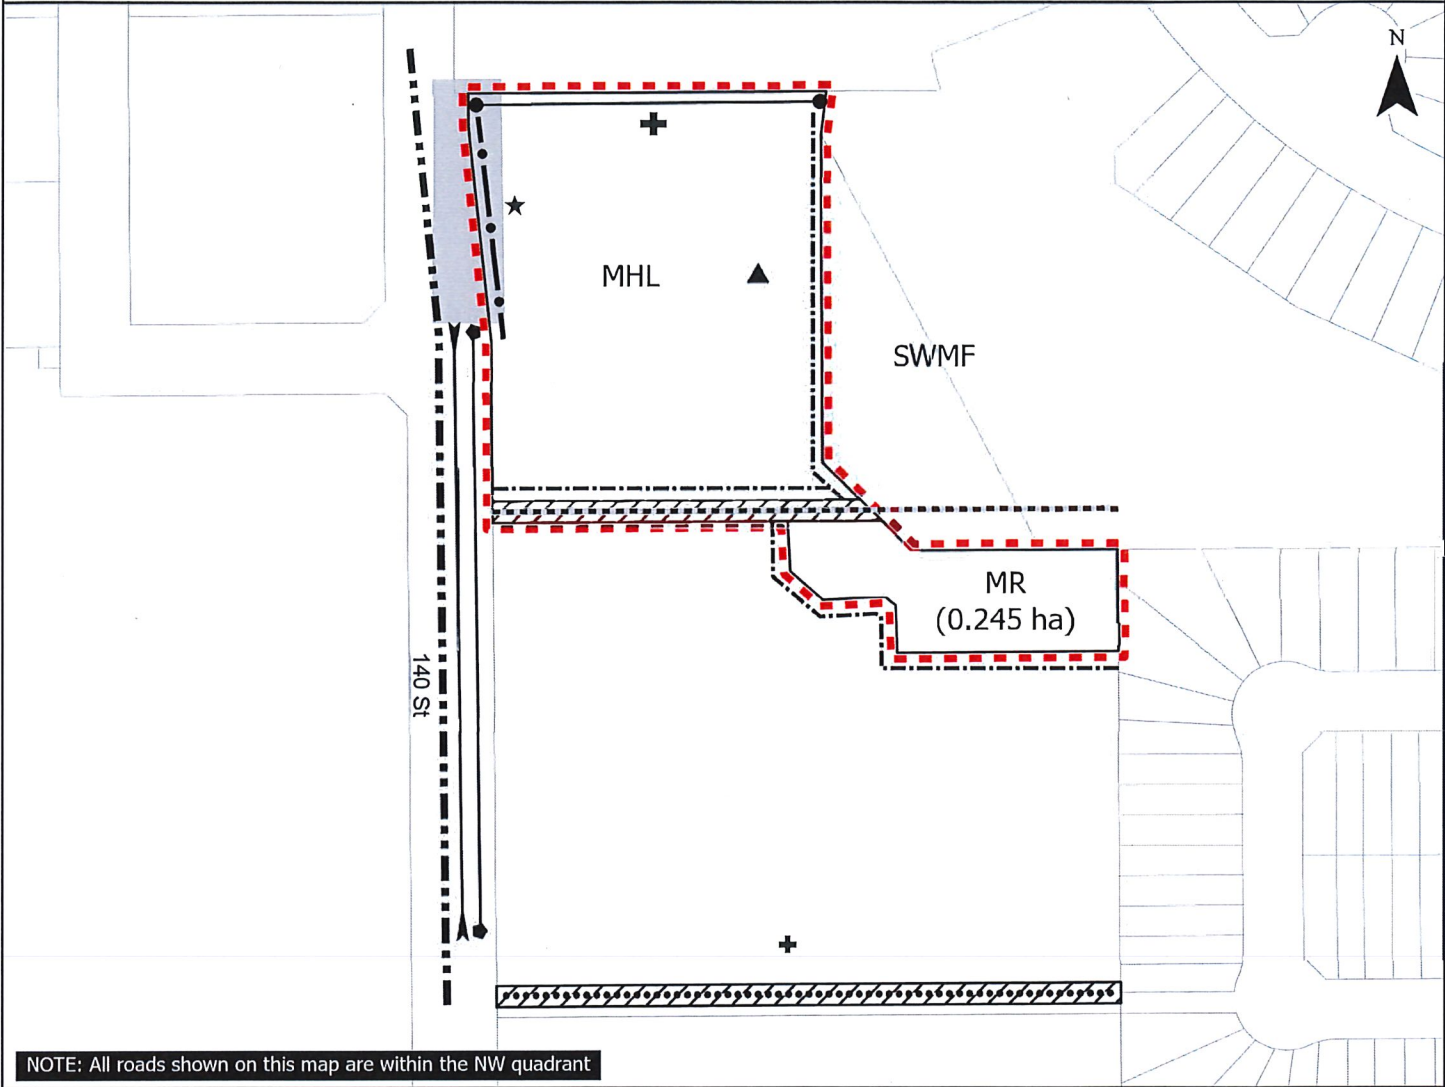 N
MHL
SWMF
MR
(0.245 ha)
140 St
NOTE: All roads shown on this map are within the NW quadrant